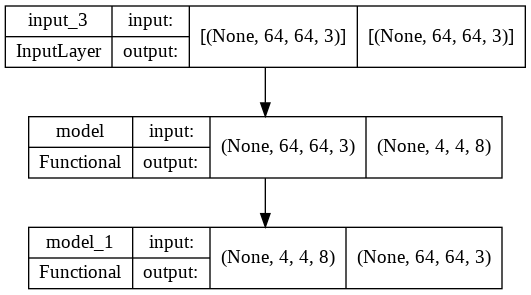 input_3 input: [(None, 64, 64, 3)] [(None, 64, 64, 3)]
InputLayer output:
model input: (None, 64, 64, 3) (None, 4, 4, 8)
Functional output:
model_1 input: (None, 4, 4, 8) (None, 64, 64, 3)
Functional output: